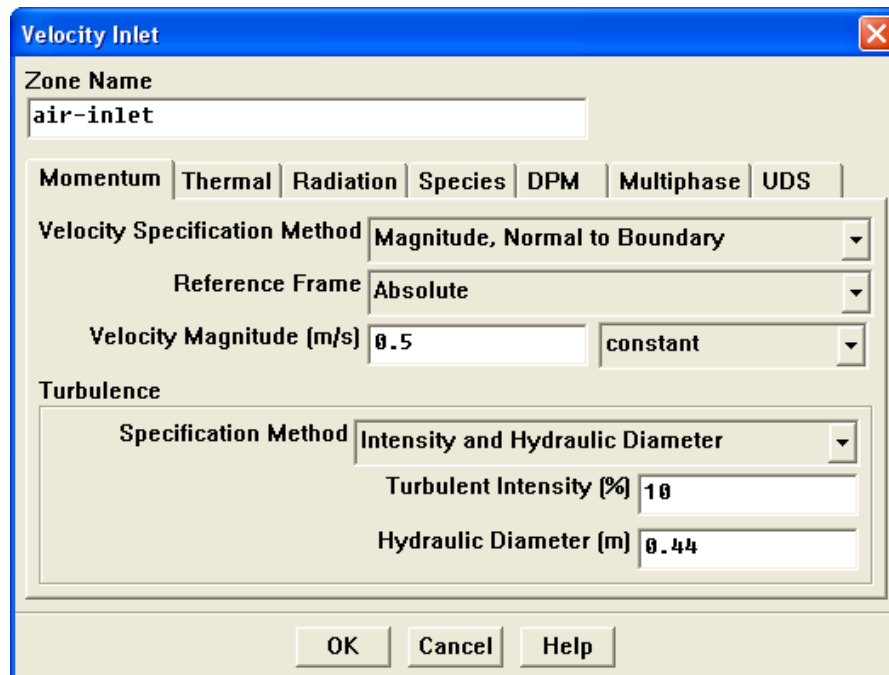 Velocity Inlet
Zone Name
air-inlet
Momentum Thermal Radiation Species DPM Multiphase UDS
Velocity Specification Method Magnitude, Normal to Boundary
Reference Frame Absolute
Velocity Magnitude (m/s) 0.5 constant
Turbulence
Specification Method Intensity and Hydraulic Diameter
Turbulent Intensity (%) 10
Hydraulic Diameter (m) 0.44
OK Cancel Help